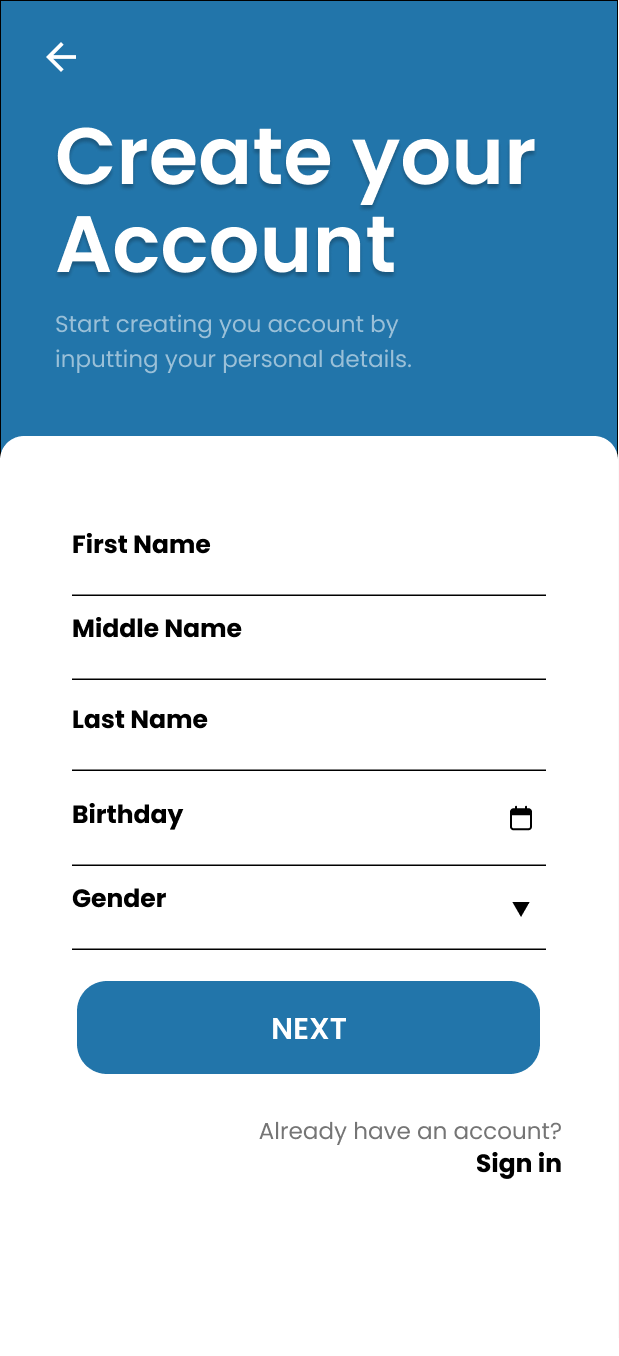 Create your
Account
Start creating you account by
inputting your personal details.
First Name
Middle Name
Last Name
Birthday
Gender
NEXT
Already have an account?
Sign in